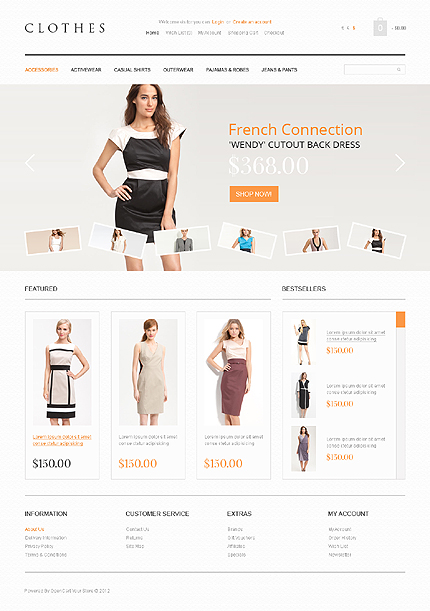 CLOTHES
Welcome to you can Login or Create an account.
Home Wish List(0) My Account Shopping Cart Checkout
€ £ $
0
- $0.00
ACCESSORIES ACTIVEWEAR CASUAL SHIRTS OUTERWEAR PAJAMAS & ROBES JEANS & PANTS
French Connection
'WENDY' CUTOUT BACK DRESS
$368.00
SHOP NOW!
FEATURED
Lorem ipsum dolor sit amet
conse ctetur adipisicing
$150.00
Lorem ipsum dolor sit amet
conse ctetur adipisicing
$150.00
Lorem ipsum dolor sit amet
conse ctetur adipisicing
$150.00
BESTSELLERS
Lorem ipsum dolor sit amet
conse ctetur adipisicing
$150.00
Lorem ipsum dolor sit amet
conse ctetur adipisicing
$150.00
Lorem ipsum dolor sit amet
conse ctetur adipisicing
$150.00
INFORMATION
About Us
Delivery Information
Privacy Policy
Terms & Conditions
CUSTOMER SERVICE
Contact Us
Returns
Site Map
EXTRAS
Brands
Gift Vouchers
Affiliates
Specials
MY ACCOUNT
My Account
Order History
Wish List
Newsletter
Powered By OpenCart Your Store © 2012